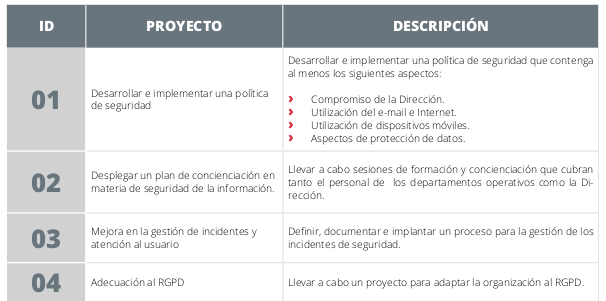 ID PROYECTO DESCRIPCIÓN
01
Desarrollar e implementar una política
de seguridad
Desarrollar e implementar una política de seguridad que contenga
al menos los siguientes aspectos:
› Compromiso de la Dirección.
› Utilización del e-mail e Internet.
› Utilización de dispositivos móviles.
› Aspectos de protección de datos.
02
Desplegar un plan de concienciación en
materia de seguridad de la información.
Llevar a cabo sesiones de formación y concienciación que cubran
tanto el personal de los departamentos operativos como la Di-
rección.
03
Mejora en la gestión de incidentes y
atención al usuario
Definir, documentar e implantar un proceso para la gestión de los
incidentes de seguridad.
04
Adecuación al RGPD
Llevar a cabo un proyecto para adaptar la organización al RGPD.